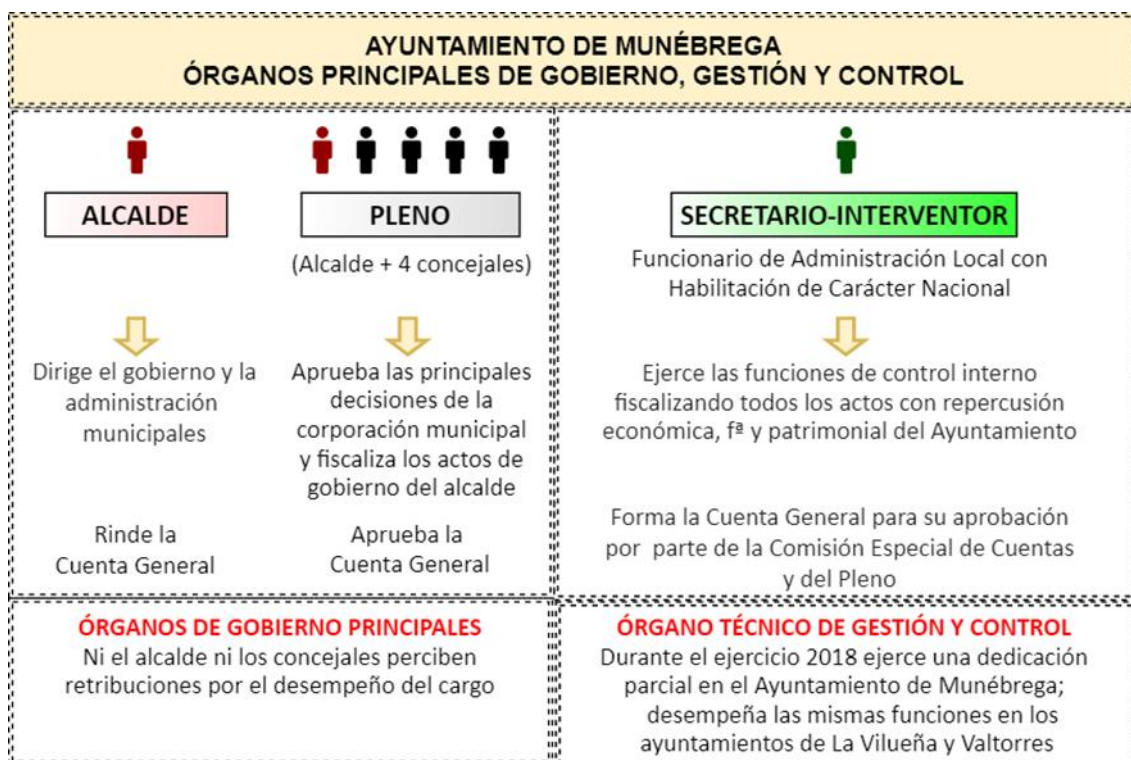 AYUNTAMIENTO DE MUNÉBREGA
ÓRGANOS PRINCIPALES DE GOBIERNO, GESTIÓN Y CONTROL
ALCALDE
Dirige el gobierno y la
administración
municipales
Rinde la
Cuenta General
PLENO
(Alcalde + 4 concejales)
Aprueba las principales
decisiones de la
corporación municipal
y fiscaliza los actos de
gobierno del alcalde
Aprueba la
Cuenta General
SECRETARIO-INTERVENTOR
Funcionario de Administración Local con
Habilitación de Carácter Nacional
Ejerce las funciones de control interno
fiscalizando todos los actos con repercusión
económica, fª y patrimonial del Ayuntamiento
Forma la Cuenta General para su aprobación
por parte de la Comisión Especial de Cuentas
y del Pleno
ÓRGANOS DE GOBIERNO PRINCIPALES
Ni el alcalde ni los concejales perciben
retribuciones por el desempeño del cargo
ÓRGANO TÉCNICO DE GESTIÓN Y CONTROL
Durante el ejercicio 2018 ejerce una dedicación
parcial en el Ayuntamiento de Munébrega;
desempeña las mismas funciones en los
ayuntamientos de La Vilueña y Valtorres